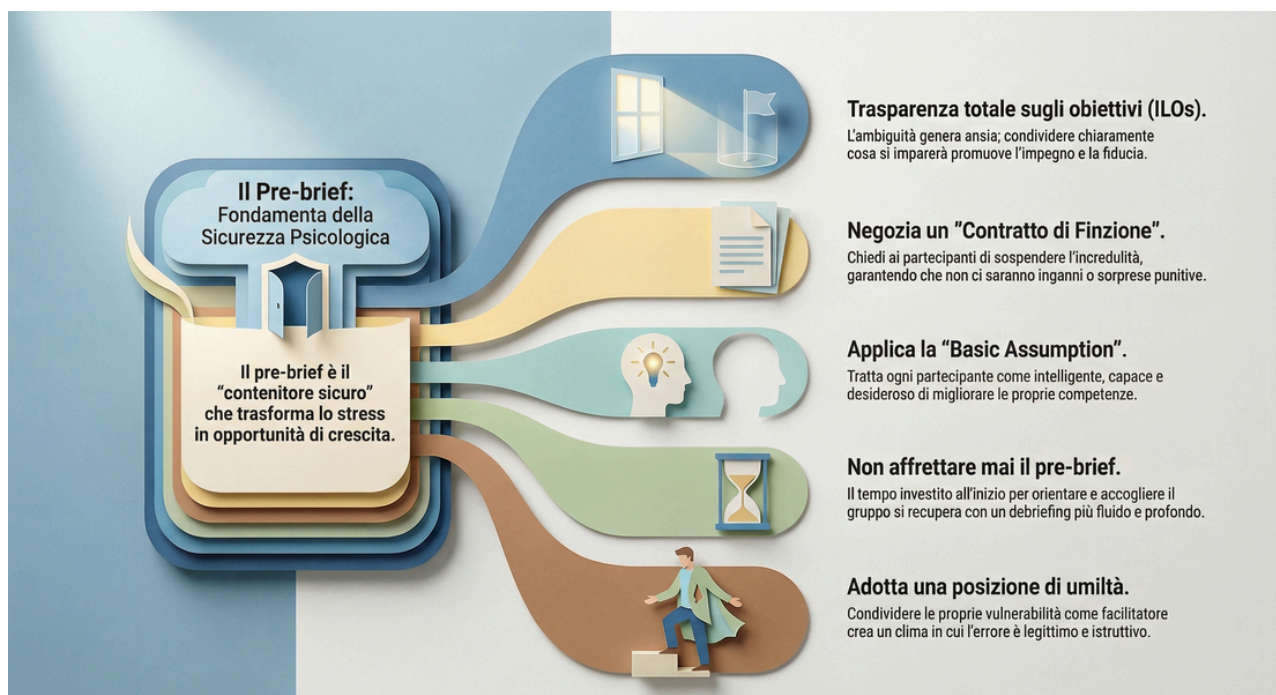 Il Pre-brief:
Fondamenta della
Sicurezza Psicologica
Il pre-brief è il
“contenitore sicuro”
che trasforma lo stress
in opportunità di crescita.
Trasparenza totale sugli obiettivi (ILOs).
L’ambiguità genera ansia; condividere chiaramente
cosa si imparerà promuove l’impegno e la fiducia.
Negozia un ”Contratto di Finzione”.
Chiedi ai partecipanti di sospendere l’incredulità,
garantendo che non ci saranno inganni o sorprese punitive.
Applica la “Basic Assumption”.
Tratta ogni partecipante come intelligente, capace e
desideroso di migliorare le proprie competenze.
Non affrettare mai il pre-brief.
Il tempo investito all’inizio per orientare e accogliere il
gruppo si recupera con un debriefing più fluido e profondo.
Adotta una posizione di umiltà.
Condividere le proprie vulnerabilità come facilitatore
crea un clima in cui l’errore è legittimo e istruttivo.